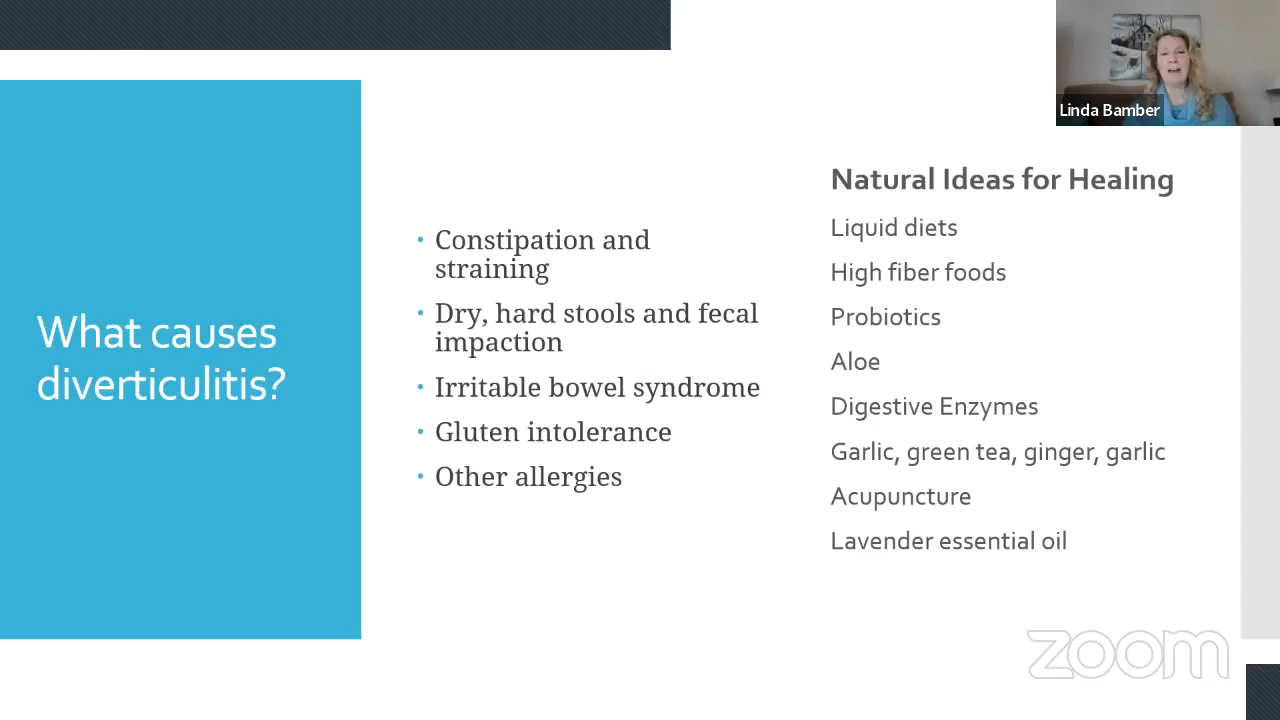 Linda Bamber
What causes
diverticulitis?
• Constipation and
straining
• Dry, hard stools and fecal
impaction
• Irritable bowel syndrome
• Gluten intolerance
• Other allergies
Natural Ideas for Healing
Liquid diets
High fiber foods
Probiotics
Aloe
Digestive Enzymes
Garlic, green tea, ginger, garlic
Acupuncture
Lavender essential oil
zoom